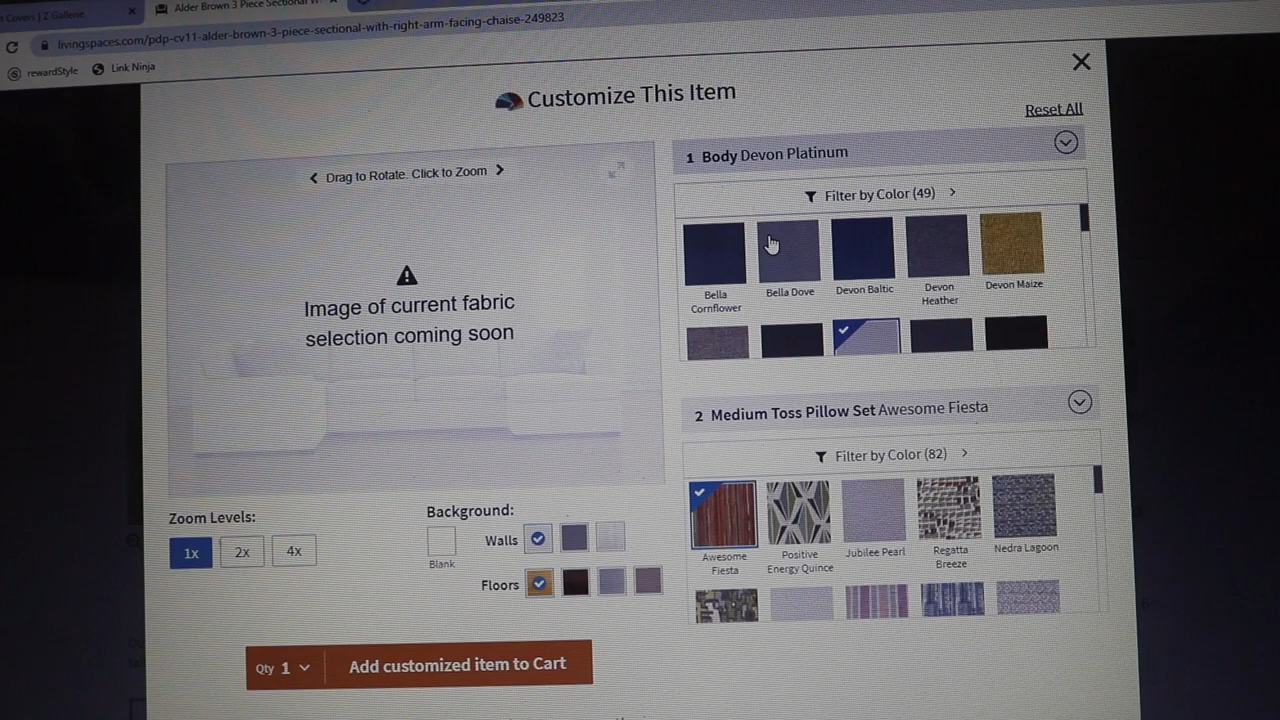 t Covers | Z Gallerie
Alder Brown 3 Piece Sectional W
livingspaces.com/pdp-cv11-alder-brown-3-piece-sectional-with-right-arm-facing-chaise-249823
rewardStyle
Link Ninja
Customize This Item
Reset All
Drag to Rotate. Click to Zoom
Image of current fabric
selection coming soon
1 Body Devon Platinum
Filter by Color (49)
Bella
Cornflower
Bella Dove
Devon Baltic
Devon
Heather
Devon Maize
2 Medium Toss Pillow Set Awesome Fiesta
Filter by Color (82)
Awesome
Fiesta
Positive
Energy Quince
Jubilee Pearl
Regatta
Breeze
Nedra Lagoon
Zoom Levels:
1x
2x
4x
Background:
Blank
Walls
Floors
Qty 1
Add customized item to Cart